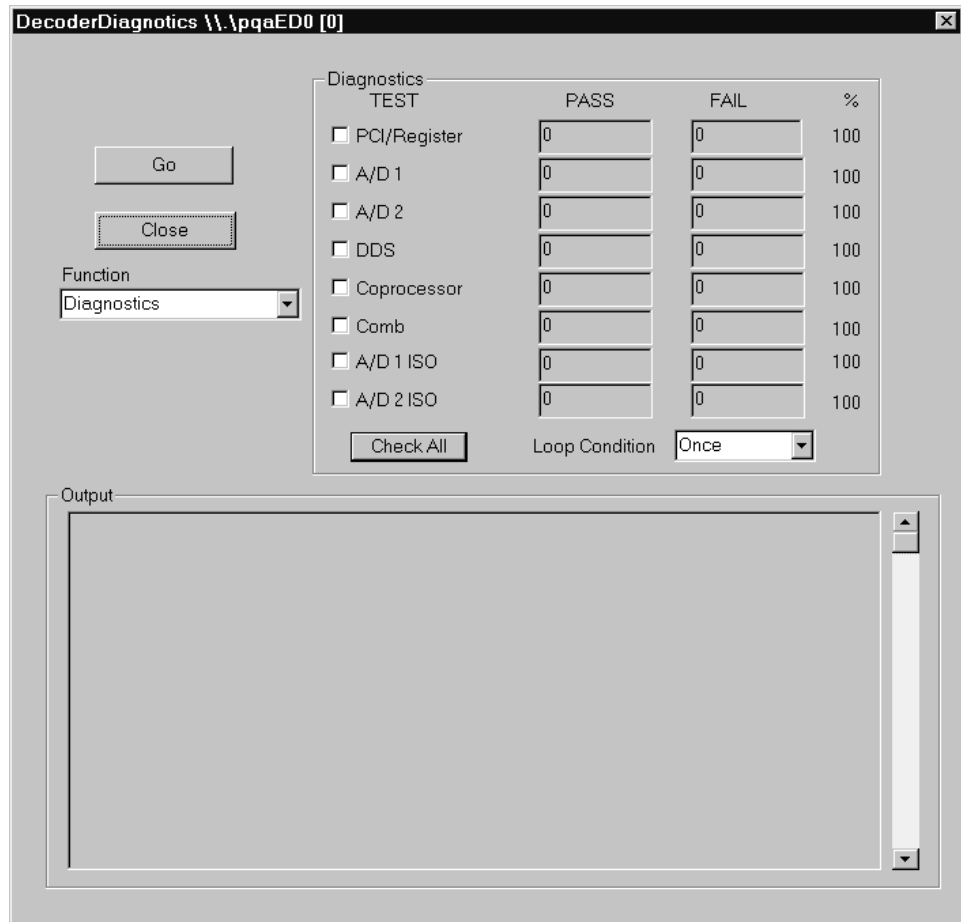 DecoderDiagnotics \\.\pqaED0 [0]
Diagnostics
TEST PASS FAIL %
PCI/Register 0 0 100
A/D 1 0 0 100
A/D 2 0 0 100
DDS 0 0 100
Coprocessor 0 0 100
Comb 0 0 100
A/D 1 ISO 0 0 100
A/D 2 ISO 0 0 100
Check All Loop Condition Once
Go
Close
Function
Diagnostics
Output